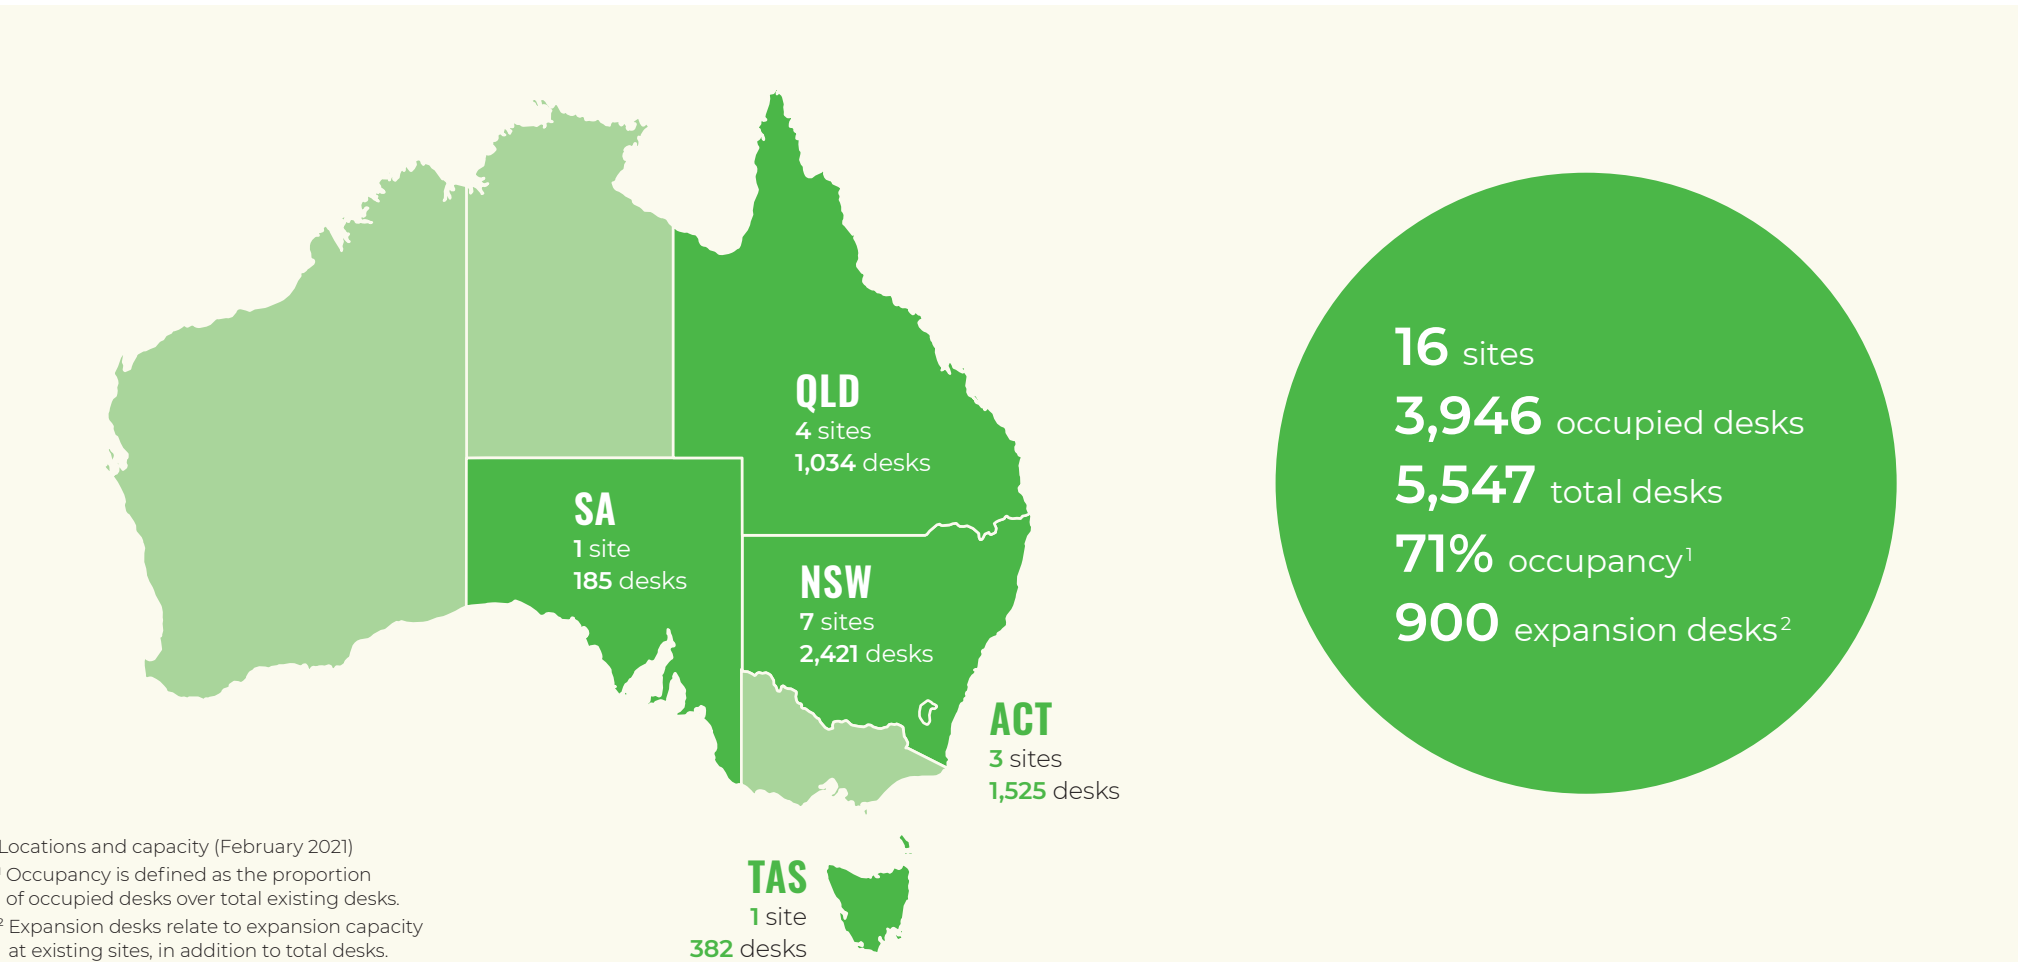 QLD
4 sites
1,034 desks
SA
1 site
185 desks
NSW
7 sites
2,421 desks
ACT
3 sites
1,525 desks
TAS
1 site
382 desks
16 sites
3,946 occupied desks
5,547 total desks
71% occupancy¹
900 expansion desks²
Locations and capacity (February 2021)
Occupancy is defined as the proportion
of occupied desks over total existing desks.
² Expansion desks relate to expansion capacity
at existing sites, in addition to total desks.